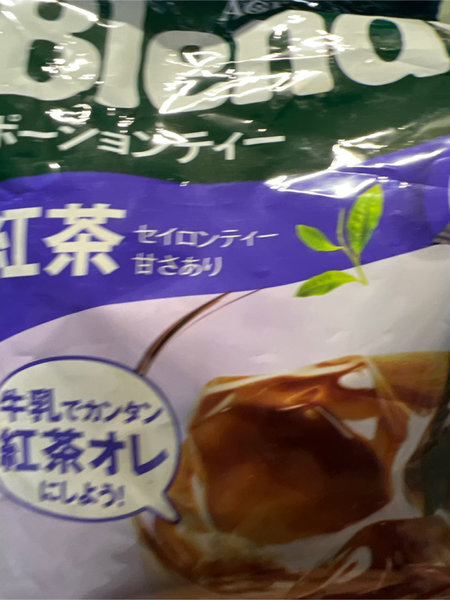 AGF
Blend
ポーションティー
紅茶
セイロンティー
甘さあり
牛乳でカンタン
紅茶オレ
にしよう!